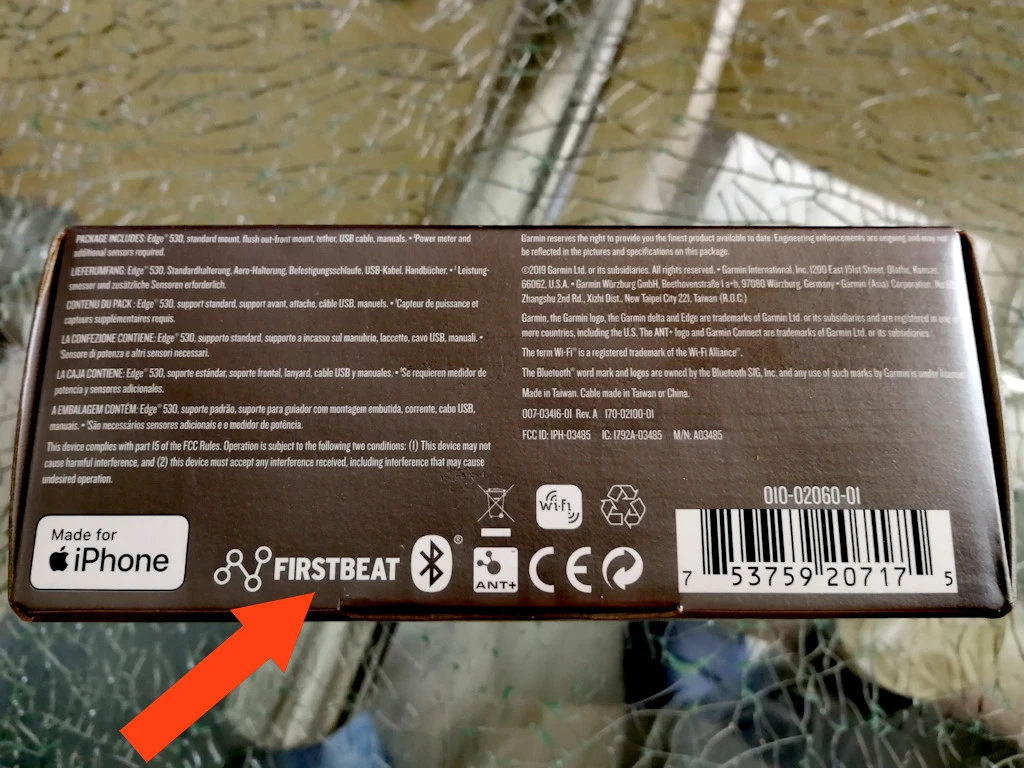 PACKAGE INCLUDES: Edge® 530, standard mount, flush out-front mount, tether, USB cable, manuals. • ¹Power meter and
additional sensors required.
LIEFERUMFANG: Edge® 530, Standardhalterung, Aero-Halterung, Befestigungsschlaufe, USB-Kabel, Handbücher. • ¹Leistung-
smesser und zusätzliche Sensoren erforderlich.
CONTENU DU PACK : Edge® 530, support standard, support avant, attache, câble USB, manuels. • ¹Capteur de puissance et
capteurs supplémentaires requis.
LA CONFEZIONE CONTIENE: Edge® 530, supporto standard, supporto a incasso sul manubrio, laccetto, cavo USB, manuali. •
¹Sensore di potenza e altri sensori necessari.
LA CAJA CONTIENE: Edge® 530, soporte estándar, soporte frontal, lanyard, cable USB y manuales. • ¹Se requieren medidor de
potencia y sensores adicionales.
A EMBALAGEM CONTÉM: Edge® 530, suporte padrão, suporte para guiador com montagem embutida, corrente, cabo USB,
manuais. • ¹São necessários sensores adicionais e o medidor de potência.
This device complies with part 15 of the FCC Rules. Operation is subject to the following two conditions: (1) This device may not
cause harmful interference, and (2) this device must accept any interference received, including interference that may cause
undesired operation.
Garmin reserves the right to provide you the finest product available to date. Engineering enhancements are ongoing and may not
be reflected in the pictures and specifications on this package.
©2019 Garmin Ltd. or its subsidiaries. All rights reserved. • Garmin International, Inc. 1200 East 151st Street, Olathe, Kansas
66062, U.S.A. • Garmin Würzburg GmbH, Beethovenstraße 1 a+b, 97080 Würzburg, Germany • Garmin (Asia) Corporation, No
Zhangshu 2nd Rd., Xizhi Dist., New Taipei City 221, Taiwan (R.O.C.)
Garmin, the Garmin logo, the Garmin delta and Edge are trademarks of Garmin Ltd. or its subsidiaries and are registered in one
more countries, including the U.S. The ANT+ logo and Garmin Connect are trademarks of Garmin Ltd. or its subsidiaries.
The term Wi-Fi® is a registered trademark of the Wi-Fi Alliance®.
The Bluetooth® word mark and logos are owned by the Bluetooth SIG, Inc. and any use of such marks by Garmin is under license
Made in Taiwan. Cable made in Taiwan or China.
007-03416-01 Rev. A 170-02100-01
FCC ID: IPH-03485 IC: 1792A-03485 M/N: A03485
Made for
iPhone
FIRSTBEAT
®
Wi-Fi
ANT+
CE
010-02060-01
7 53759 20717 5